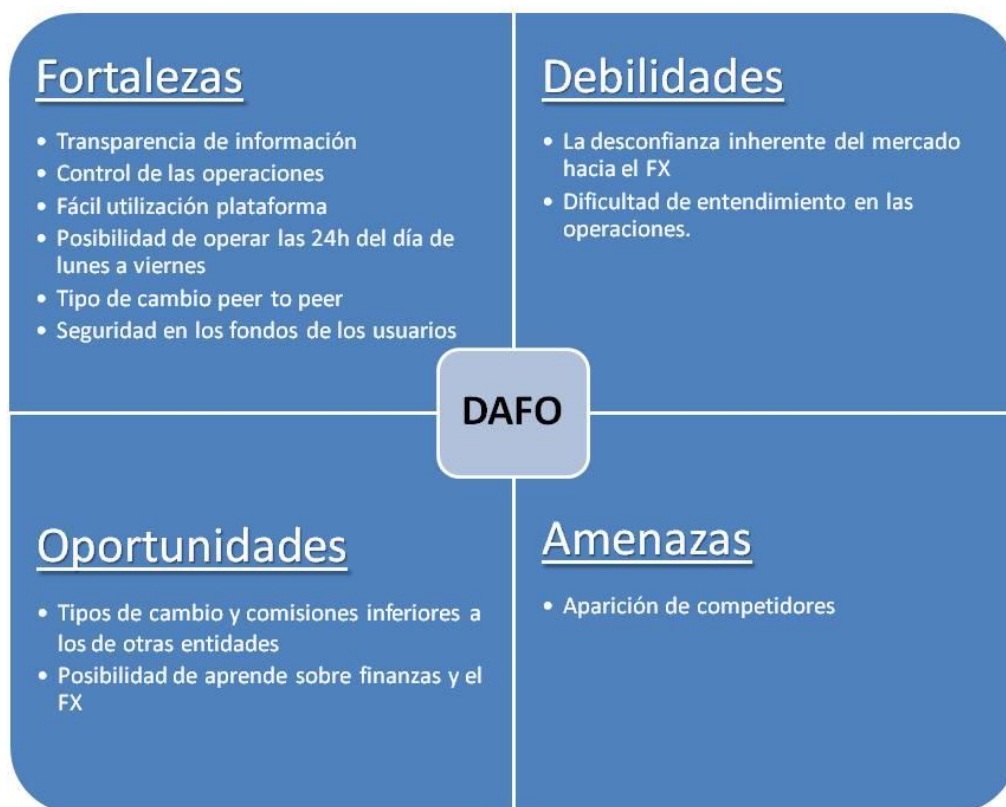 Fortalezas
• Transparencia de información
• Control de las operaciones
• Fácil utilización plataforma
• Posibilidad de operar las 24h del día de
lunes a viernes
• Tipo de cambio peer to peer
• Seguridad en los fondos de los usuarios
Debilidades
• La desconfianza inherente del mercado
hacia el FX
• Dificultad de entendimiento en las
operaciones.
DAFO
Oportunidades
• Tipos de cambio y comisiones inferiores a
los de otras entidades
• Posibilidad de aprende sobre finanzas y el
FX
Amenazas
• Aparición de competidores